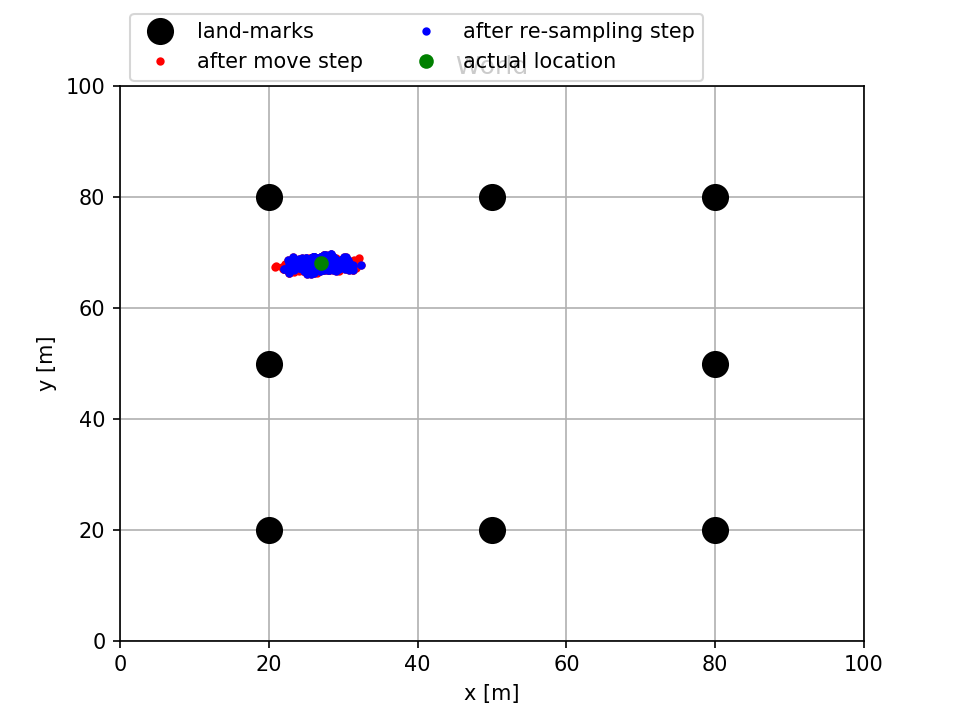 land-marks
after move step
after re-sampling step
actual location
World
100
80
60
40
20
0
y [m]
0 20 40 60 80 100
x [m]